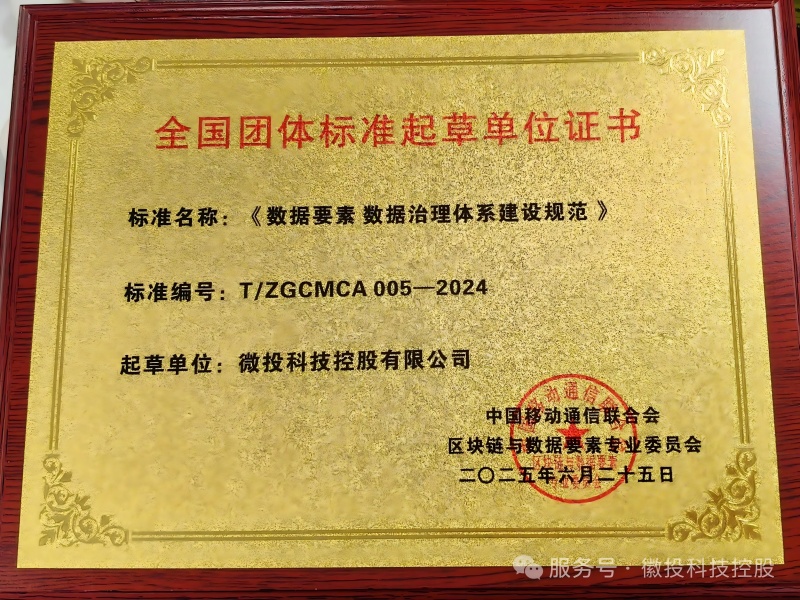 全国团体标准起草单位证书
标准名称：《数据要素 数据治理体系建设规范》
标准编号：T/ZGCMCA 005—2024
起草单位：微投科技控股有限公司
中国移动通信联合会
区块链与数据要素专业委员会
二〇二五年六月二十五日
服务号 · 徽投科技控股